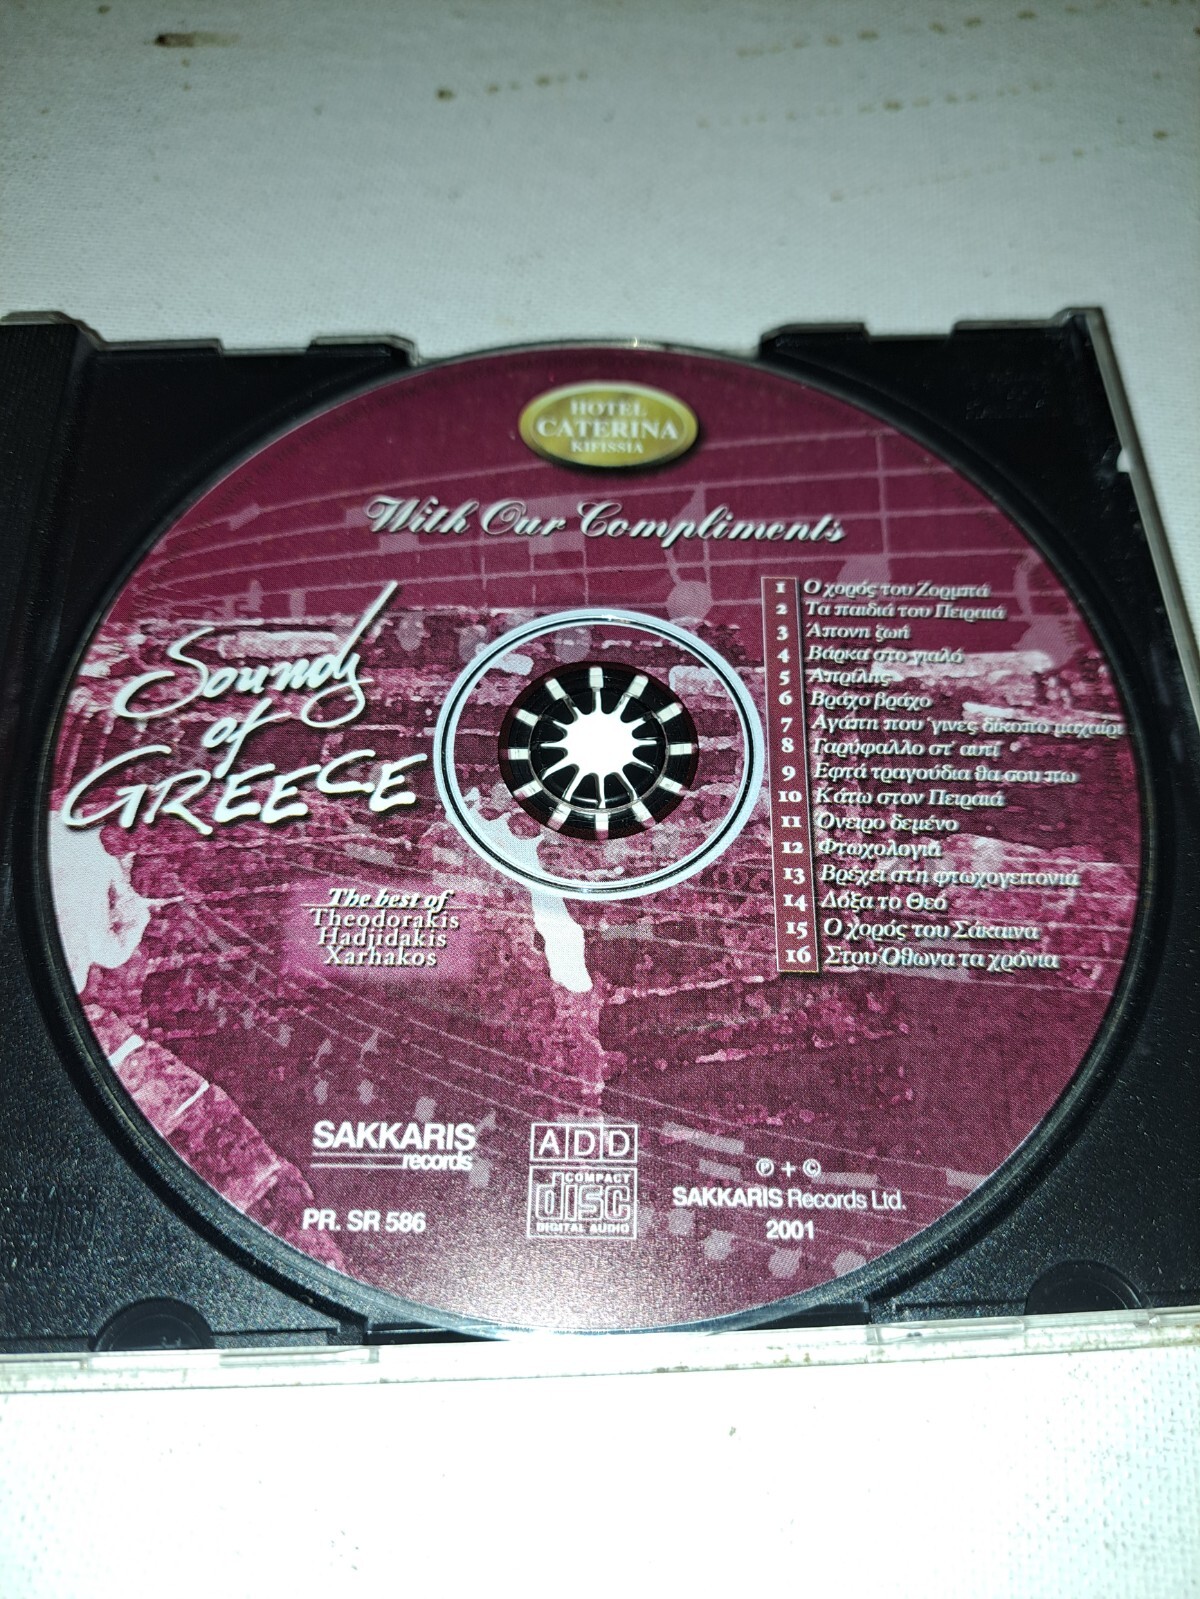 HOTEL
CATERINA
KIFISSIA
With Our Compliments
Sounds
of
GREECE
The best of
Theodorakis
Hadjidakis
Xarhakos
1 Ο χορός του Ζορμπά
2 Τα παιδιά του Πειραιά
3 Άπονη ζωή
4 Βάρκα στο γιαλό
5 Απρίλης
6 Βράχο βράχο
7 Αγάπη που 'γινες δίκοπο μαχαίρι
8 Γαρύφαλλο στ' αυτί
9 Εφτά τραγούδια θα σου πω
10 Κάτω στον Πειραιά
11 Όνειρο δεμένο
12 Φτωχολογιά
13 Βρέχει στη φτωχογειτονιά
14 Δόξα το Θεό
15 Ο χορός του Σάκαινα
16 Στου Όθωνα τα χρόνια
SAKKARIS
records
PR. SR 586
ADD
COMPACT
disc
DIGITAL AUDIO
℗ + ©
SAKKARIS Records Ltd.
2001